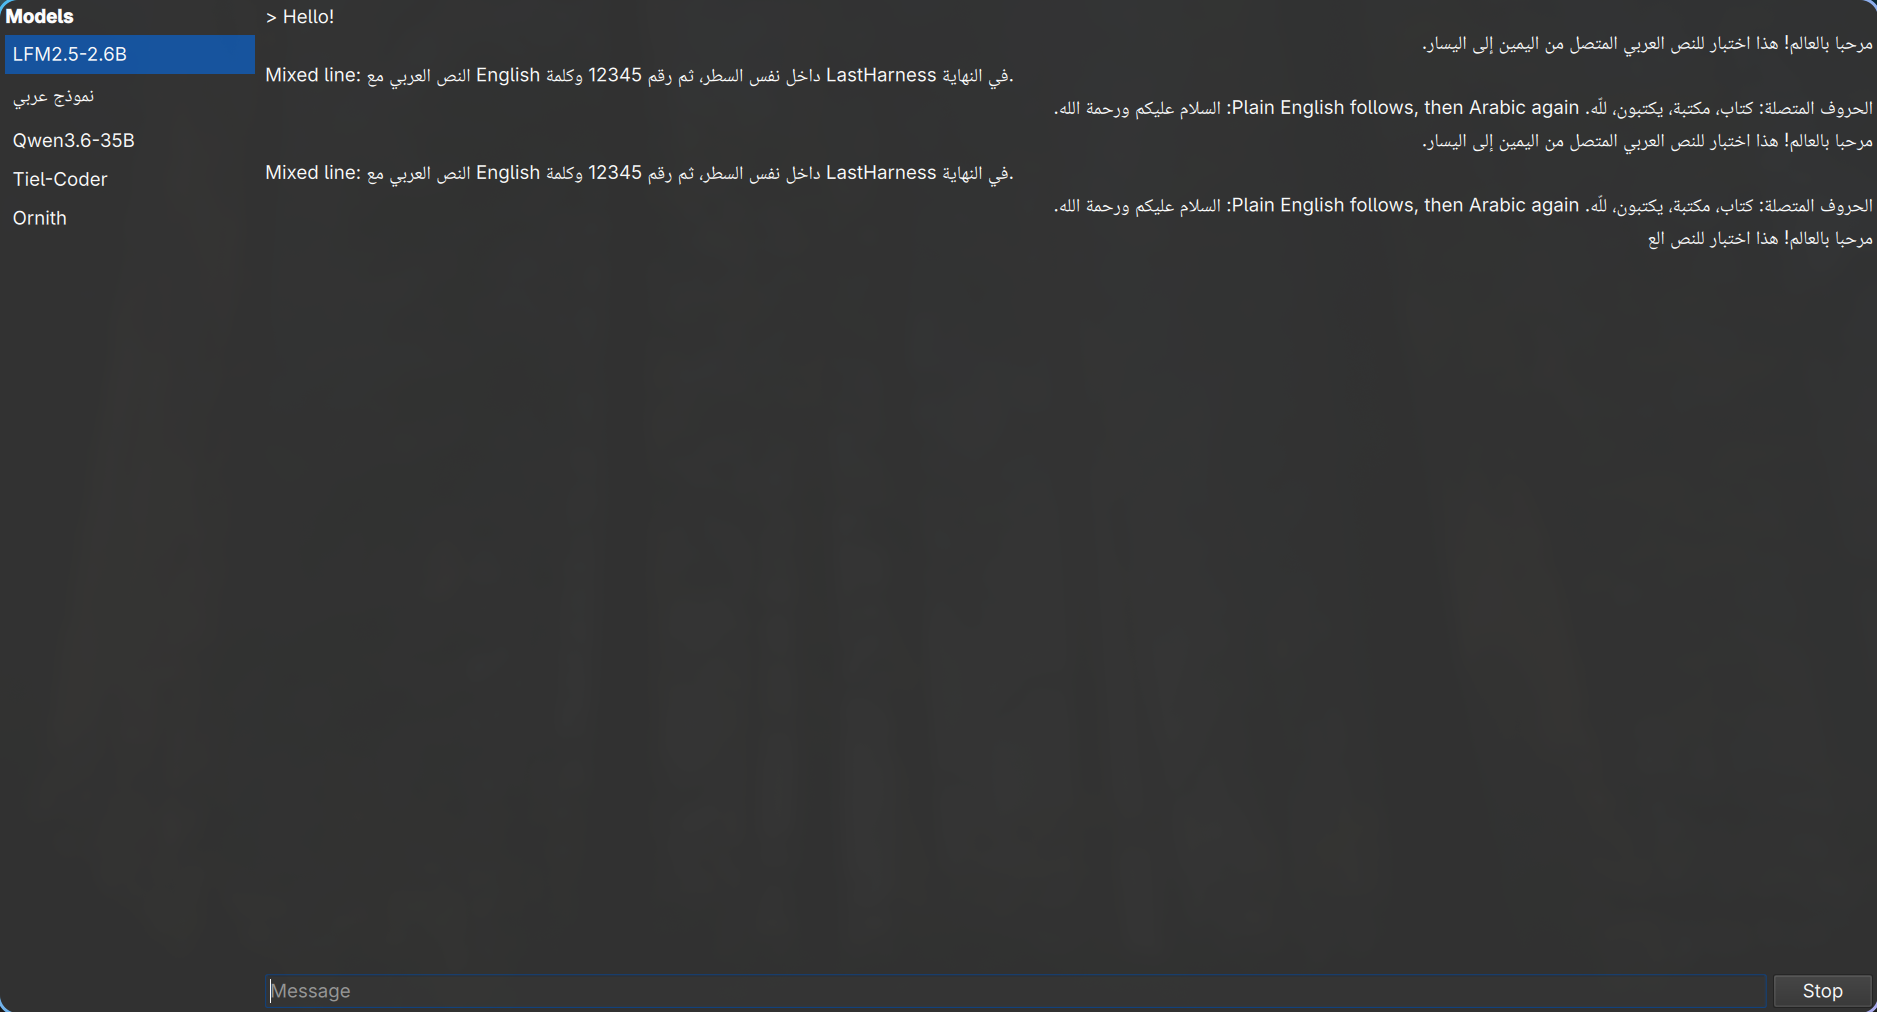 Models
LFM2.5-2.6B
نموذج عربي
Qwen3.6-35B
Tiel-Coder
Ornith
> Hello!
مرحبا بالعالم! هذا اختبار للنص العربي المتصل من اليمين إلى اليسار.
Mixed line: النص العربي مع English وكلمة 12345 داخل نفس السطر، ثم رقم LastHarness في النهاية.
الحروف المتصلة: كتاب، مكتبة، يكتبون، للّه. Plain English follows, then Arabic again: السلام عليكم ورحمة الله.
مرحبا بالعالم! هذا اختبار للنص العربي المتصل من اليمين إلى اليسار.
Mixed line: النص العربي مع English وكلمة 12345 داخل نفس السطر، ثم رقم LastHarness في النهاية.
الحروف المتصلة: كتاب، مكتبة، يكتبون، للّه. Plain English follows, then Arabic again: السلام عليكم ورحمة الله.
مرحبا بالعالم! هذا اختبار للنص الع
Message
Stop